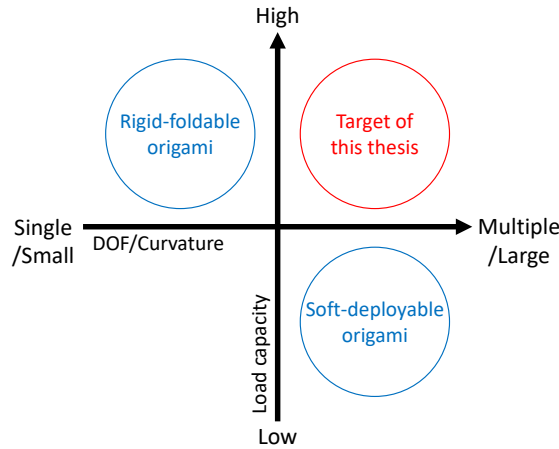 High
Rigid-foldable
origami
Target of
this thesis
Single
/Small
DOF/Curvature
Multiple
/Large
Load capacity
Soft-deployable
origami
Low